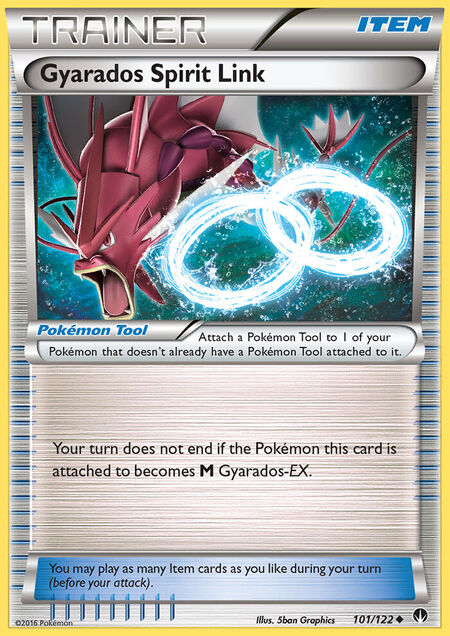 TRAINER ITEM
Gyarados Spirit Link
Pokémon Tool
Attach a Pokémon Tool to 1 of your
Pokémon that doesn't already have a Pokémon Tool attached to it.
Your turn does not end if the Pokémon this card is
attached to becomes M Gyarados-EX.
You may play as many Item cards as you like during your turn
(before your attack).
©2016 Pokémon
Illus. 5ban Graphics 101/122